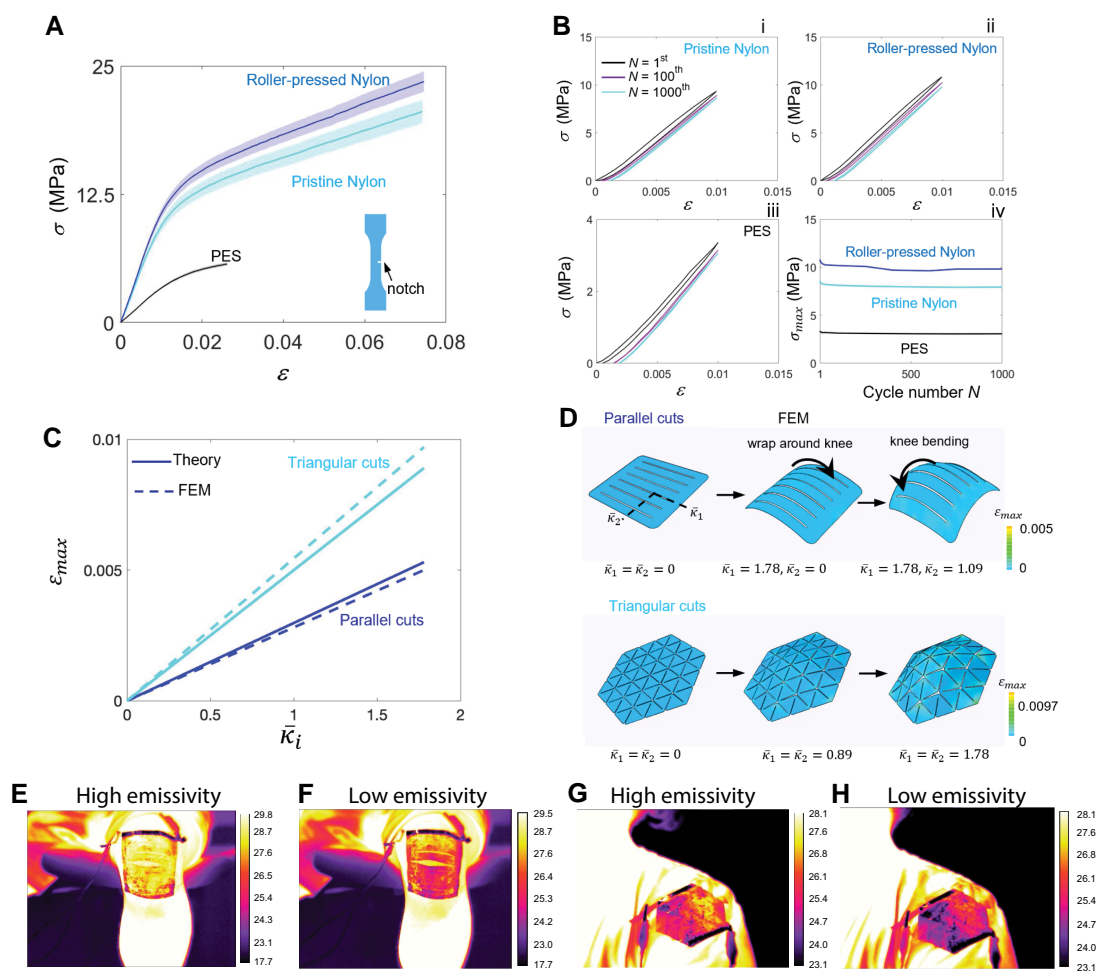 A
25
12.5
0
σ (MPa)
Roller-pressed Nylon
Pristine Nylon
PES
notch
0
0.02
0.04
0.06
0.08
ε
B
i
15
10
5
0
σ (MPa)
Pristine Nylon
N = 1st
N = 100th
N = 1000th
0
0.005
0.01
0.015
ε
ii
15
10
5
0
σ (MPa)
Roller-pressed Nylon
0
0.005
0.01
0.015
ε
iii
4
2
0
σ (MPa)
PES
0
0.005
0.01
0.015
ε
iv
15
10
5
0
σmax (MPa)
Roller-pressed Nylon
Pristine Nylon
PES
1
500
1000
Cycle number N
C
0.01
0.005
0
εmax
Theory
FEM
Triangular cuts
Parallel cuts
0
0.5
1
1.5
2
κ̄i
D
Parallel cuts
FEM
wrap around knee
knee bending
κ̄2
κ̄1
εmax
0.005
0
κ̄1 = κ̄2 = 0
κ̄1 = 1.78, κ̄2 = 0
κ̄1 = 1.78, κ̄2 = 1.09
Triangular cuts
εmax
0.0097
0
κ̄1 = κ̄2 = 0
κ̄1 = κ̄2 = 0.89
κ̄1 = κ̄2 = 1.78
E
High emissivity
29.8
28.7
27.6
26.5
25.4
24.3
17.7
F
Low emissivity
29.5
28.7
27.6
26.4
25.3
24.2
23.0
17.7
G
High emissivity
28.1
26.8
26.1
25.4
24.7
24.0
23.1
H
Low emissivity
28.1
26.8
26.1
25.4
24.7
24.0
23.1